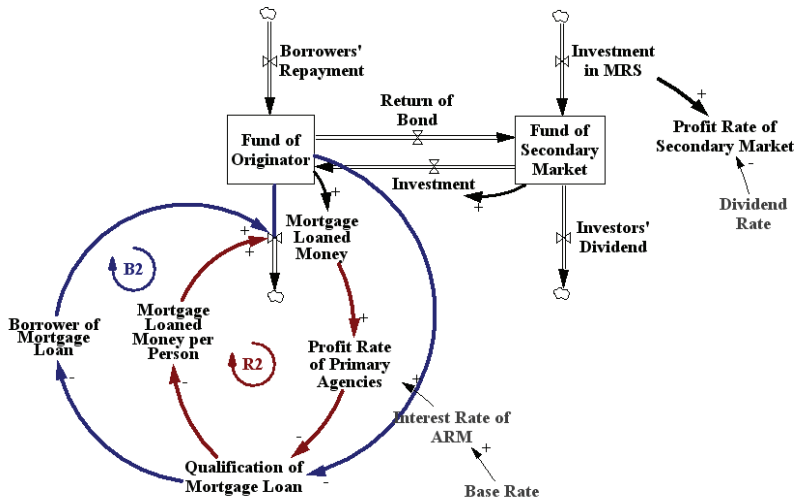 Borrowers'
Repayment
Investment
in MRS
+
Return of
Bond
Profit Rate of
Secondary Market
Fund of
Originator
Fund of
Secondary
Market
-
+
Investment
+
Dividend
Rate
Mortgage
Loaned
Money
Investors'
Dividend
+
+
B2
Mortgage
Loaned
Money per
Person
Borrower of
Mortgage
Loan
+
Profit Rate
of Primary
Agencies
R2
-
-
+
Interest Rate of
ARM
-
+
Qualification of
Mortgage Loan
-
Base Rate